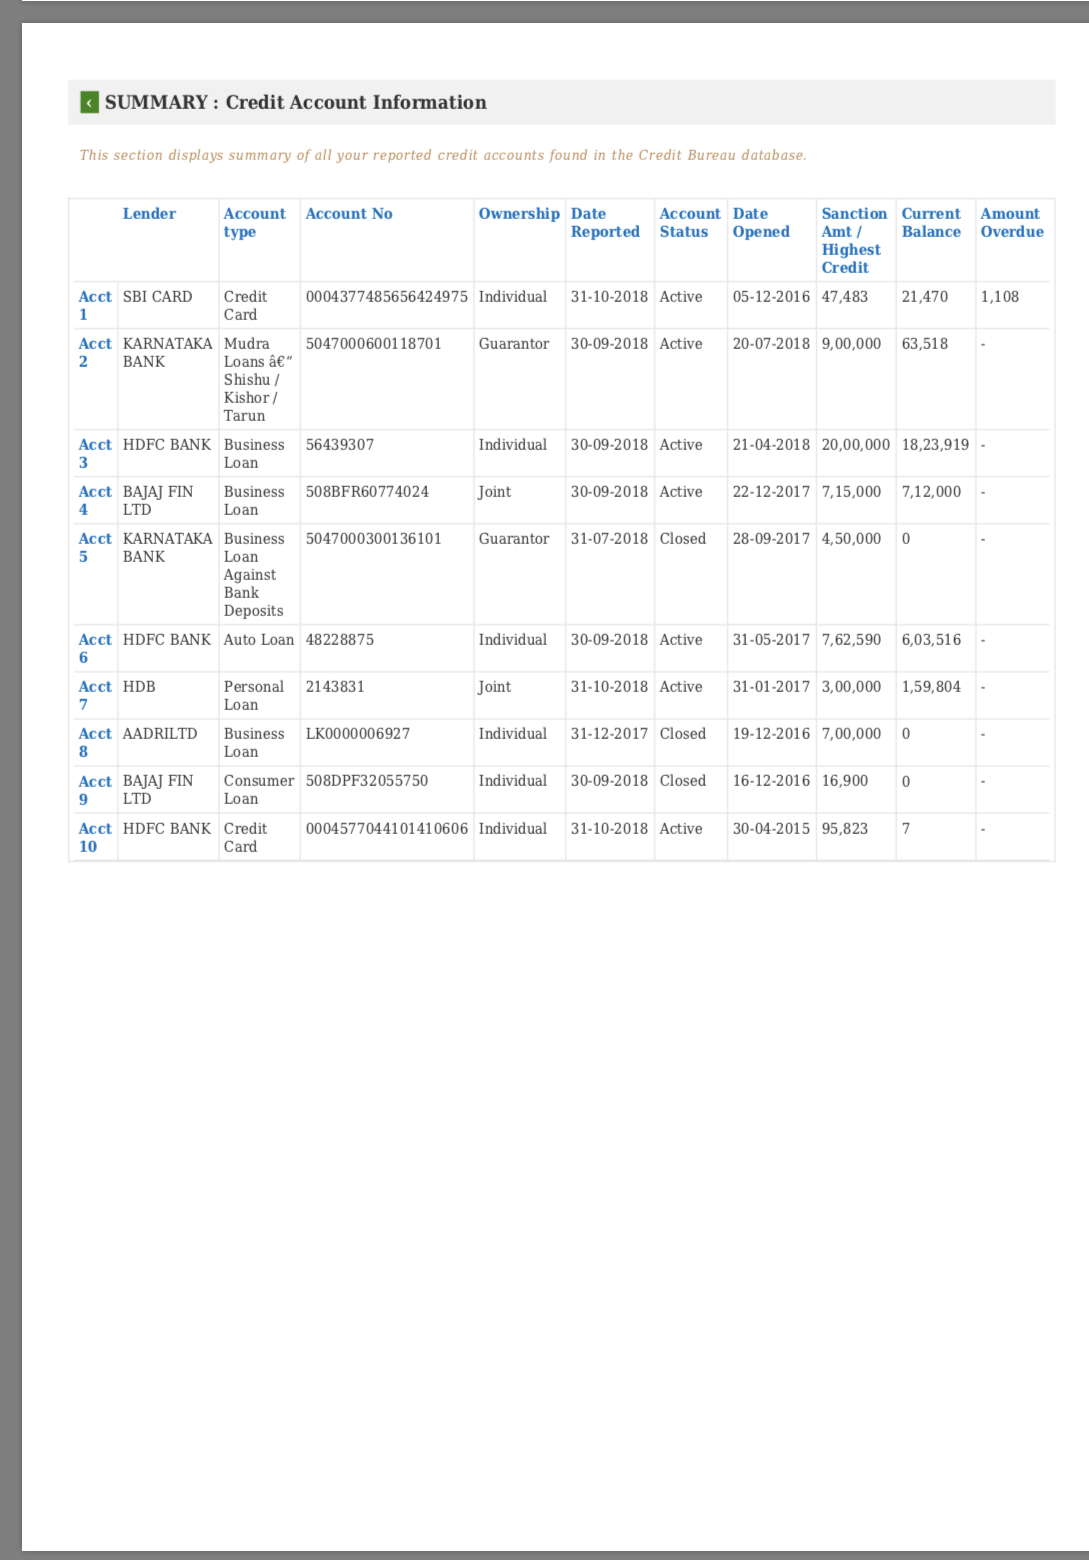 ‹ SUMMARY : Credit Account Information
This section displays summary of all your reported credit accounts found in the Credit Bureau database.
Lender Account type Account No Ownership Date Reported Account Status Date Opened Sanction Amt / Highest Credit Current Balance Amount Overdue
Acct 1 SBI CARD Credit Card 0004377485656424975 Individual 31-10-2018 Active 05-12-2016 47,483 21,470 1,108
Acct 2 KARNATAKA BANK Mudra Loans â€“ Shishu / Kishor / Tarun 5047000600118701 Guarantor 30-09-2018 Active 20-07-2018 9,00,000 63,518 -
Acct 3 HDFC BANK Business Loan 56439307 Individual 30-09-2018 Active 21-04-2018 20,00,000 18,23,919 -
Acct 4 BAJAJ FIN LTD Business Loan 508BFR60774024 Joint 30-09-2018 Active 22-12-2017 7,15,000 7,12,000 -
Acct 5 KARNATAKA BANK Business Loan Against Bank Deposits 5047000300136101 Guarantor 31-07-2018 Closed 28-09-2017 4,50,000 0 -
Acct 6 HDFC BANK Auto Loan 48228875 Individual 30-09-2018 Active 31-05-2017 7,62,590 6,03,516 -
Acct 7 HDB Personal Loan 2143831 Joint 31-10-2018 Active 31-01-2017 3,00,000 1,59,804 -
Acct 8 AADRILTD Business Loan LK0000006927 Individual 31-12-2017 Closed 19-12-2016 7,00,000 0 -
Acct 9 BAJAJ FIN LTD Consumer Loan 508DPF32055750 Individual 30-09-2018 Closed 16-12-2016 16,900 0 -
Acct 10 HDFC BANK Credit Card 0004577044101410606 Individual 31-10-2018 Active 30-04-2015 95,823 7 -